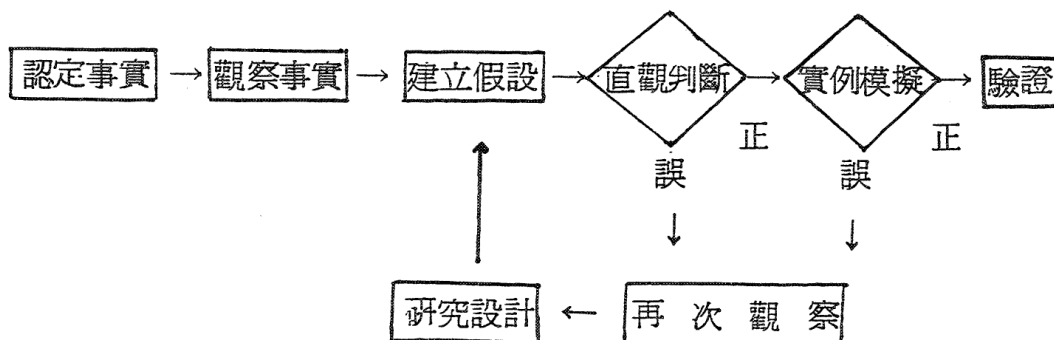 認定事實 → 觀察事實 → 建立假設 → 直觀判斷 → 實例模擬 → 驗證
正 正
誤 誤
研究設計 ← 再次觀察